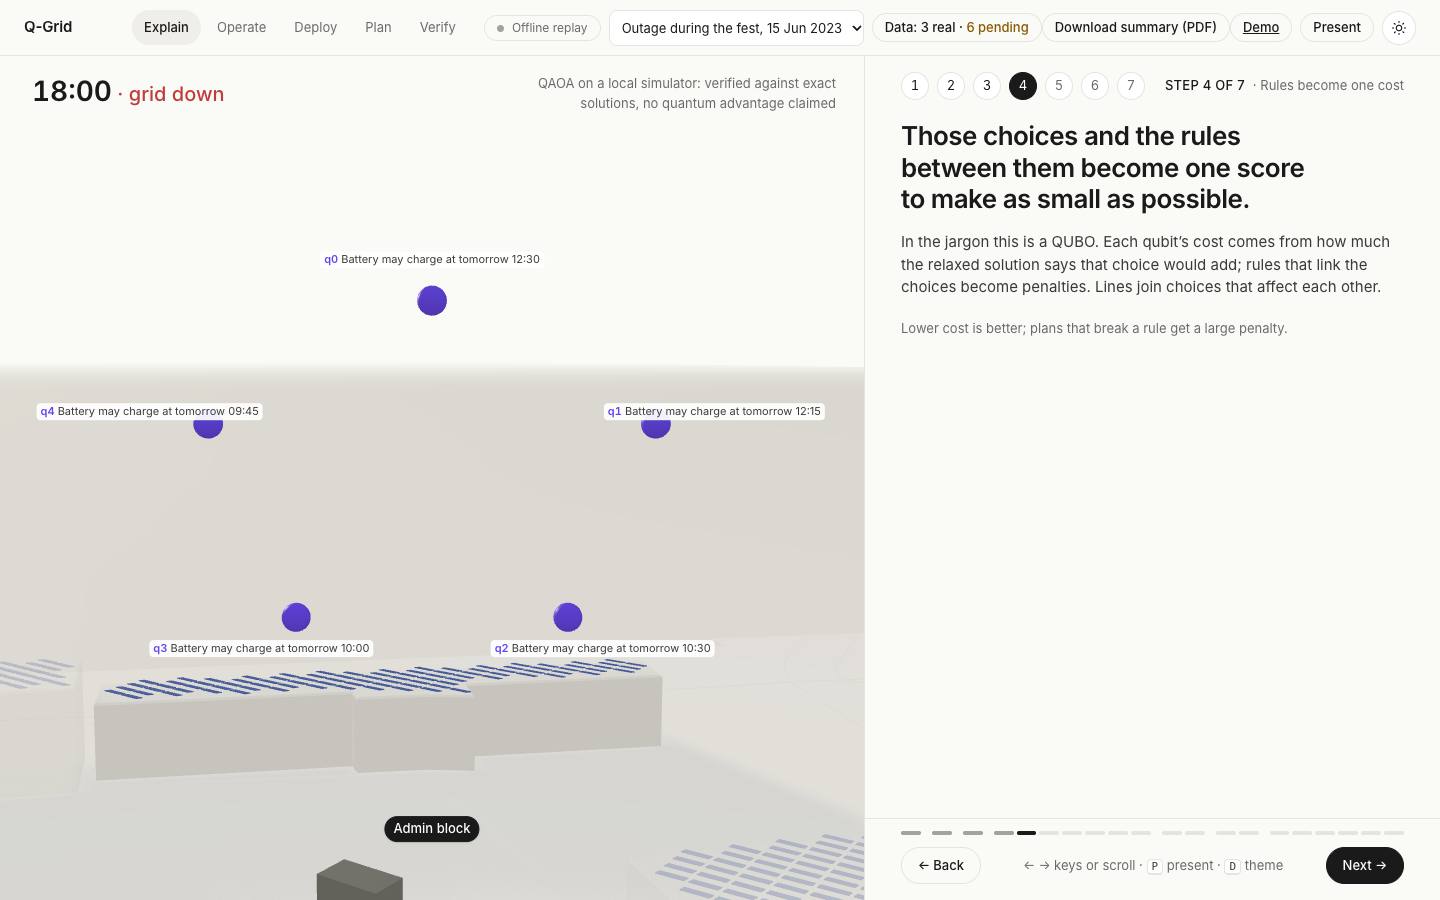 Q-Grid
Explain
Operate
Deploy
Plan
Verify
Offline replay
Outage during the fest, 15 Jun 2023
Data: 3 real · 6 pending
Download summary (PDF)
Demo
Present
18:00 · grid down
QAOA on a local simulator: verified against exact
solutions, no quantum advantage claimed
q0 Battery may charge at tomorrow 12:30
q4 Battery may charge at tomorrow 09:45
q1 Battery may charge at tomorrow 12:15
q3 Battery may charge at tomorrow 10:00
q2 Battery may charge at tomorrow 10:30
Admin block
1 2 3 4 5 6 7
STEP 4 OF 7 · Rules become one cost
Those choices and the rules
between them become one score
to make as small as possible.
In the jargon this is a QUBO. Each qubit’s cost comes from how much
the relaxed solution says that choice would add; rules that link the
choices become penalties. Lines join choices that affect each other.
Lower cost is better; plans that break a rule get a large penalty.
← Back
← → keys or scroll · P present · D theme
Next →